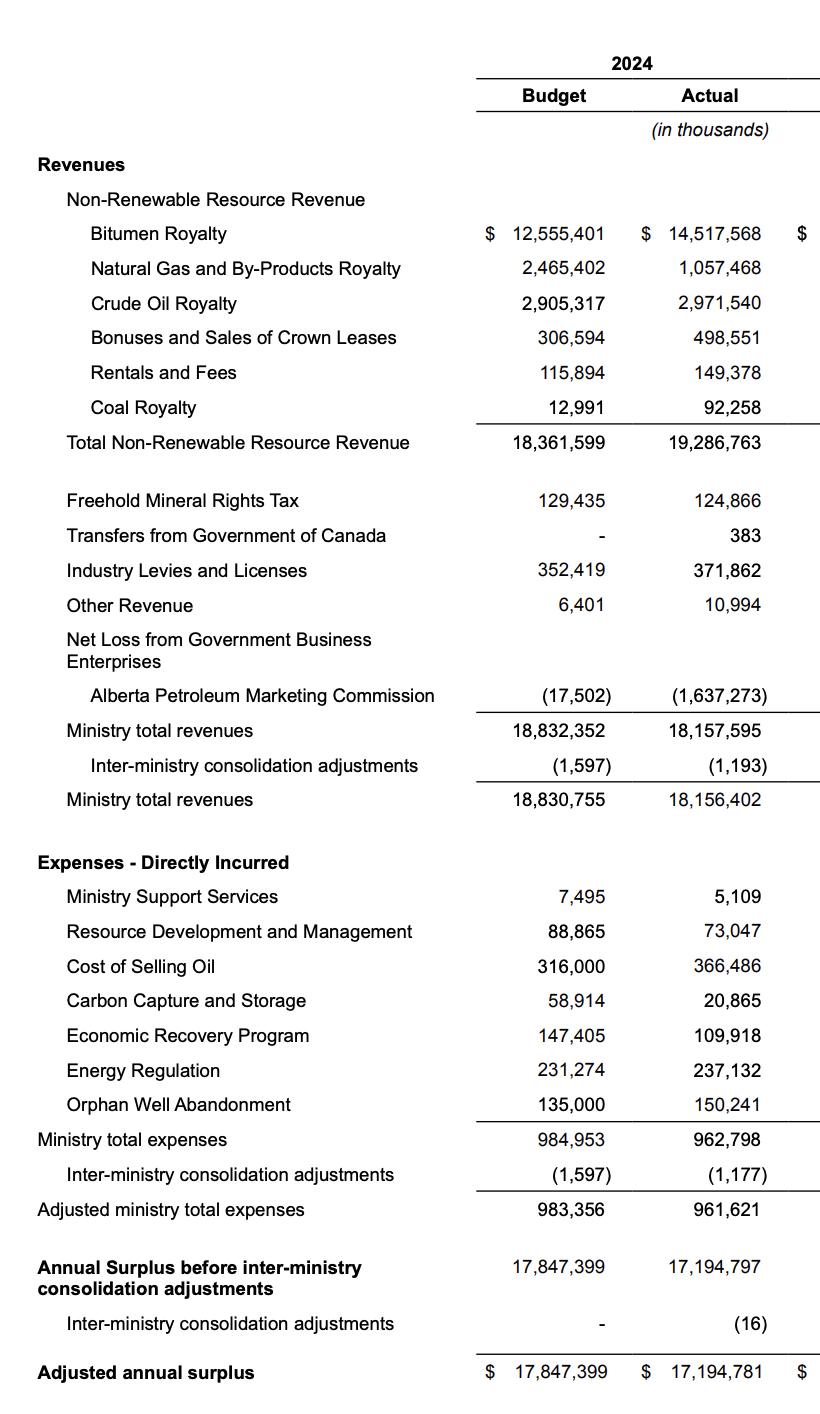 2024
Budget Actual
(in thousands)
Revenues
Non-Renewable Resource Revenue
Bitumen Royalty $ 12,555,401 $ 14,517,568 $
Natural Gas and By-Products Royalty 2,465,402 1,057,468
Crude Oil Royalty 2,905,317 2,971,540
Bonuses and Sales of Crown Leases 306,594 498,551
Rentals and Fees 115,894 149,378
Coal Royalty 12,991 92,258
Total Non-Renewable Resource Revenue 18,361,599 19,286,763
Freehold Mineral Rights Tax 129,435 124,866
Transfers from Government of Canada - 383
Industry Levies and Licenses 352,419 371,862
Other Revenue 6,401 10,994
Net Loss from Government Business
Enterprises
Alberta Petroleum Marketing Commission (17,502) (1,637,273)
Ministry total revenues 18,832,352 18,157,595
Inter-ministry consolidation adjustments (1,597) (1,193)
Ministry total revenues 18,830,755 18,156,402
Expenses - Directly Incurred
Ministry Support Services 7,495 5,109
Resource Development and Management 88,865 73,047
Cost of Selling Oil 316,000 366,486
Carbon Capture and Storage 58,914 20,865
Economic Recovery Program 147,405 109,918
Energy Regulation 231,274 237,132
Orphan Well Abandonment 135,000 150,241
Ministry total expenses 984,953 962,798
Inter-ministry consolidation adjustments (1,597) (1,177)
Adjusted ministry total expenses 983,356 961,621
Annual Surplus before inter-ministry 17,847,399 17,194,797
consolidation adjustments
Inter-ministry consolidation adjustments - (16)
Adjusted annual surplus $ 17,847,399 $ 17,194,781 $